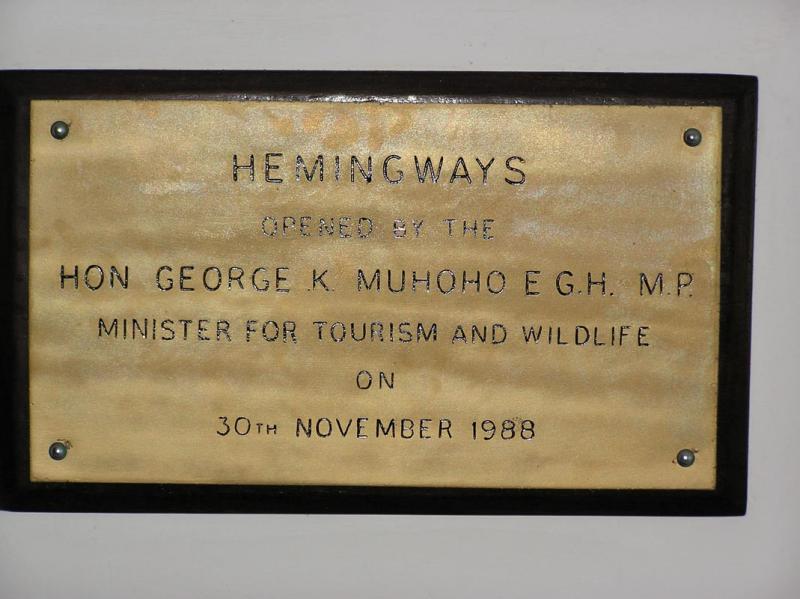 HEMINGWAYS
OPENED BY THE
HON GEORGE K. MUHOHO E.G.H. M.P.
MINISTER FOR TOURISM AND WILDLIFE
ON
30TH NOVEMBER 1988